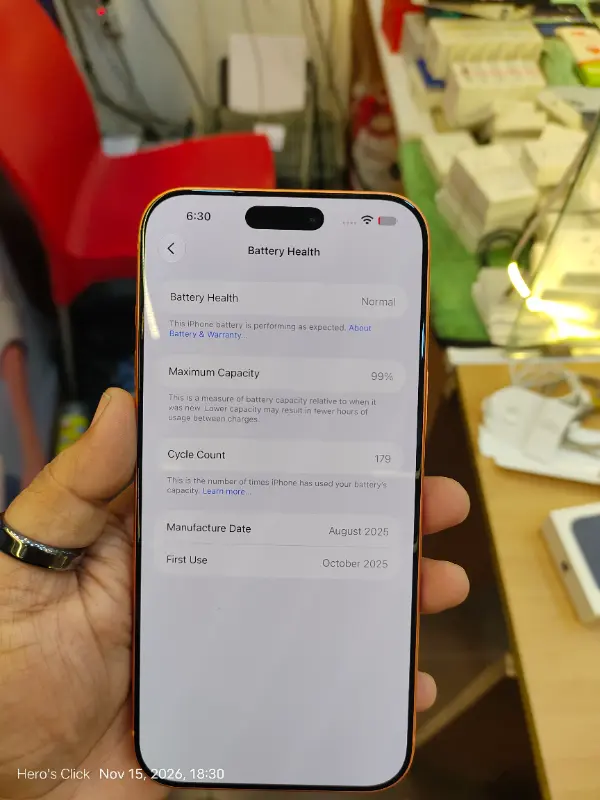 6:30
Battery Health
Battery Health
Normal
This iPhone battery is performing as expected. About
Battery & Warranty...
Maximum Capacity
99%
This is a measure of battery capacity relative to when it
was new. Lower capacity may result in fewer hours of
usage between charges.
Cycle Count
179
This is the number of times iPhone has used your battery's
capacity. Learn more...
Manufacture Date
August 2025
First Use
October 2025
Hero's Click Nov 15, 2026, 18:30